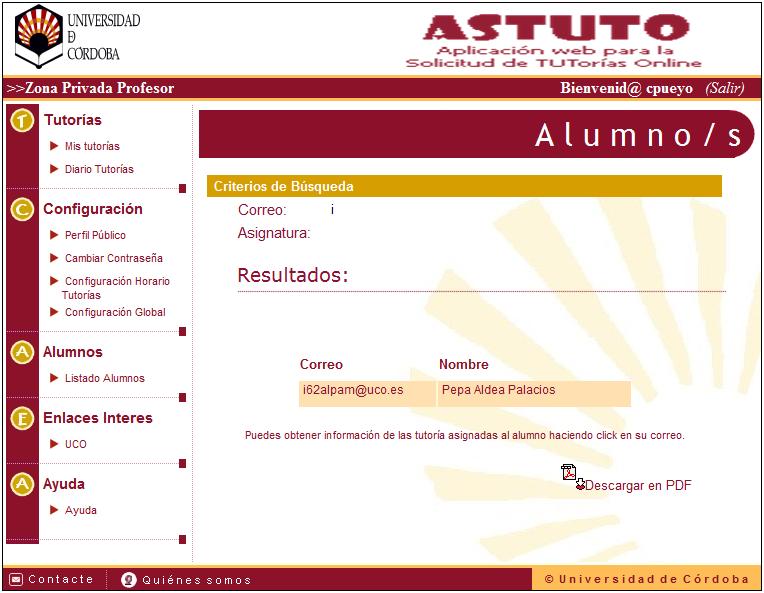 UNIVERSIDAD
Đ
CÓRDOBA
ASTUTO
Aplicación web para la
Solicitud de TUTorías Online
>>Zona Privada Profesor
Bienvenid@ cpueyo (Salir)
T Tutorías
Mis tutorías
Diario Tutorías
C Configuración
Perfil Público
Cambiar Contraseña
Configuración Horario
Tutorías
Configuración Global
A Alumnos
Listado Alumnos
E Enlaces Interes
UCO
A Ayuda
Ayuda
Alumno/s
Criterios de Búsqueda
Correo: i
Asignatura:
Resultados:
Correo Nombre
i62alpam@uco.es Pepa Aldea Palacios
Puedes obtener información de las tutoría asignadas al alumno haciendo click en su correo.
Descargar en PDF
Contacte
Quiénes somos
© Universidad de Córdoba